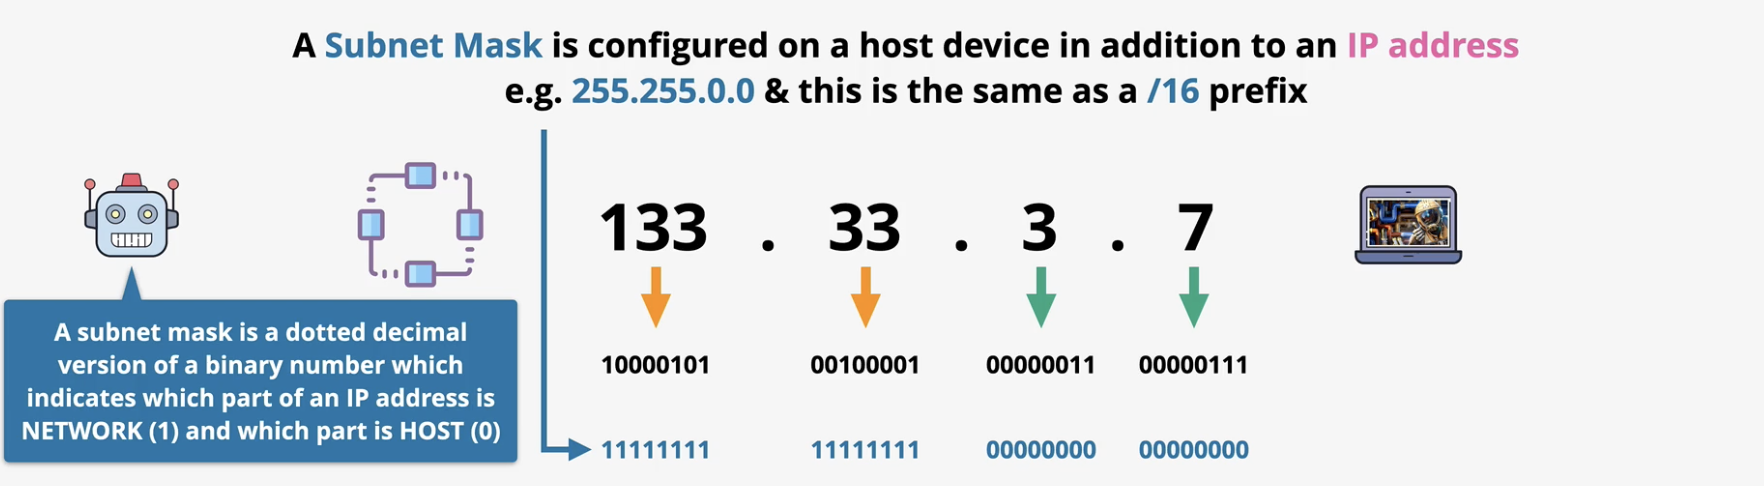 A Subnet Mask is configured on a host device in addition to an IP address
e.g. 255.255.0.0 & this is the same as a /16 prefix
133 . 33 . 3 . 7
A subnet mask is a dotted decimal
version of a binary number which
indicates which part of an IP address is
NETWORK (1) and which part is HOST (0)
10000101 00100001 00000011 00000111
11111111 11111111 00000000 00000000